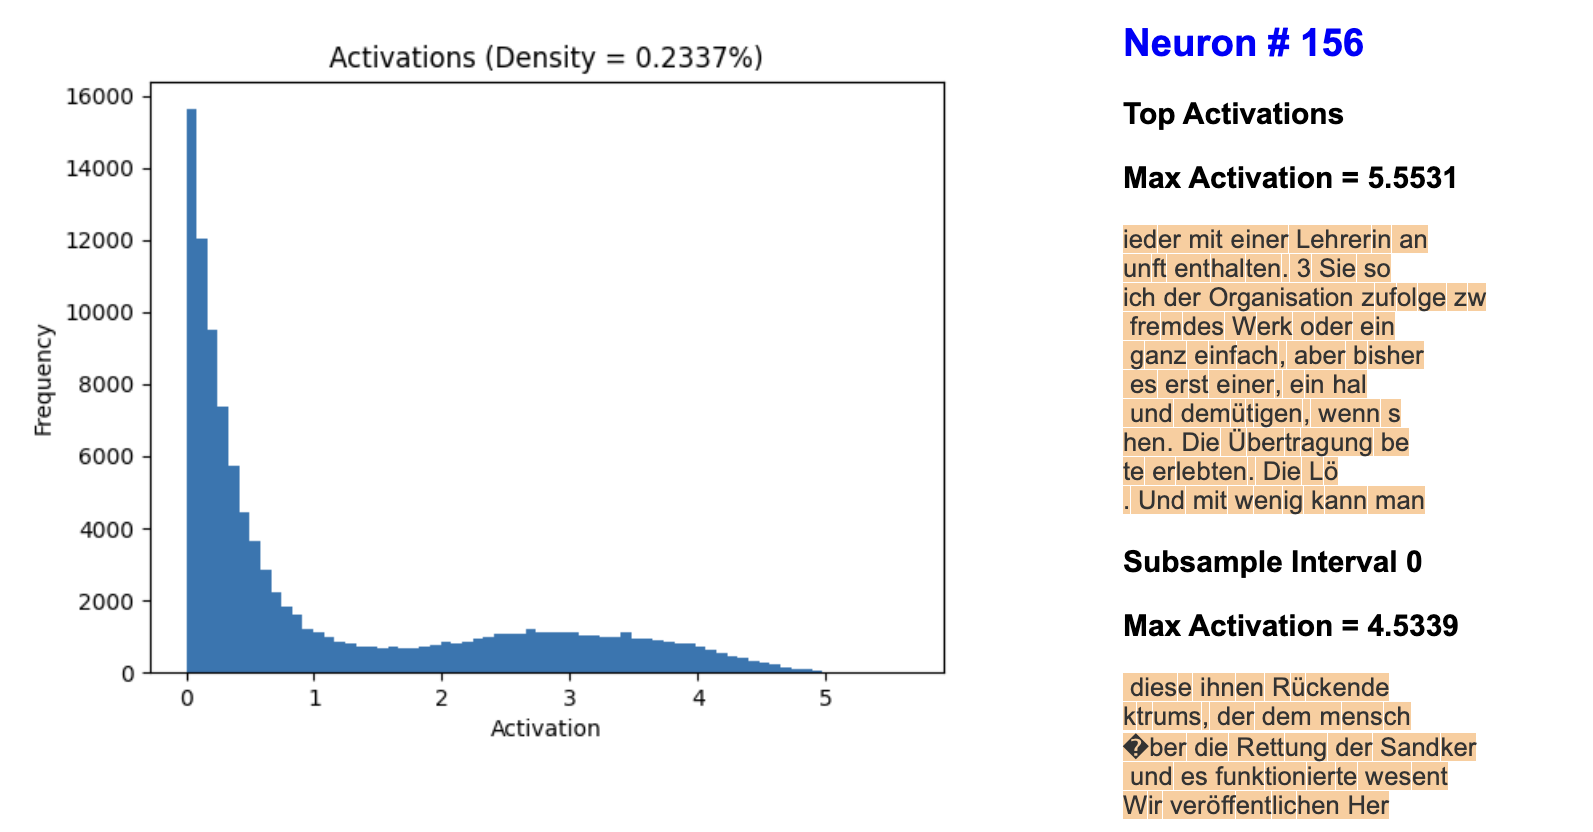 Activations (Density = 0.2337%)
16000
14000
12000
10000
8000
6000
4000
2000
0
Frequency
0 1 2 3 4 5
Activation
Neuron # 156
Top Activations
Max Activation = 5.5531
ieder mit einer Lehrerin an
unft enthalten. 3 Sie so
ich der Organisation zufolge zw
fremdes Werk oder ein
ganz einfach, aber bisher
es erst einer, ein hal
und demütigen, wenn s
hen. Die Übertragung be
te erlebten. Die Lö
. Und mit wenig kann man
Subsample Interval 0
Max Activation = 4.5339
diese ihnen Rückende
ktrums, der dem mensch
�ber die Rettung der Sandker
und es funktionierte wesent
Wir veröffentlichen Her